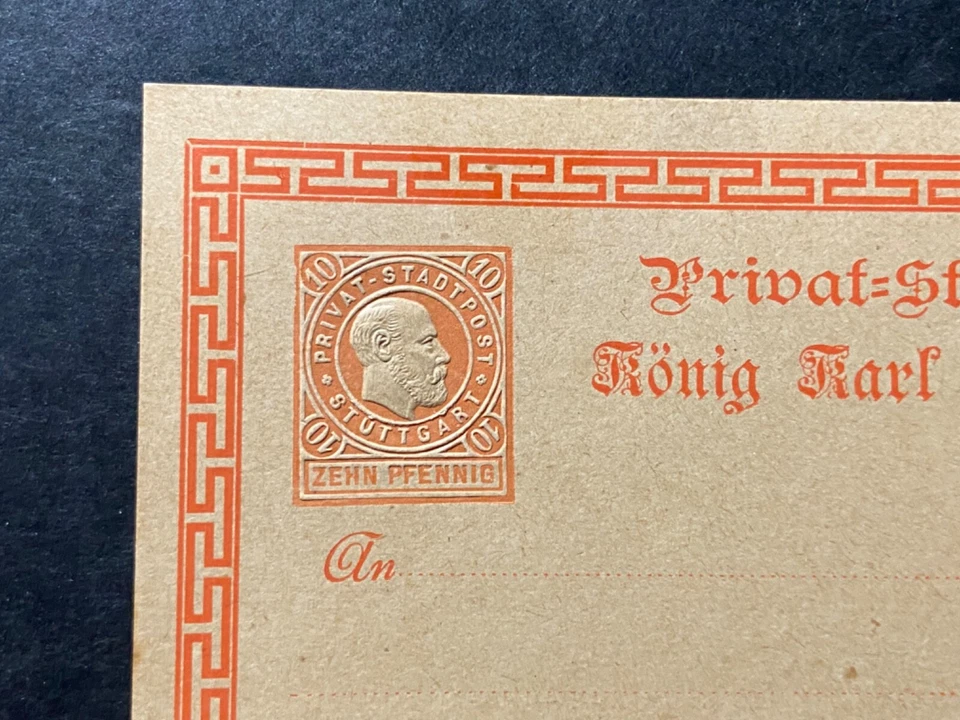 10 10
PRIVAT-STADTPOST
* STUTTGART *
10 10
ZEHN PFENNIG
Privat=St
König Karl
An